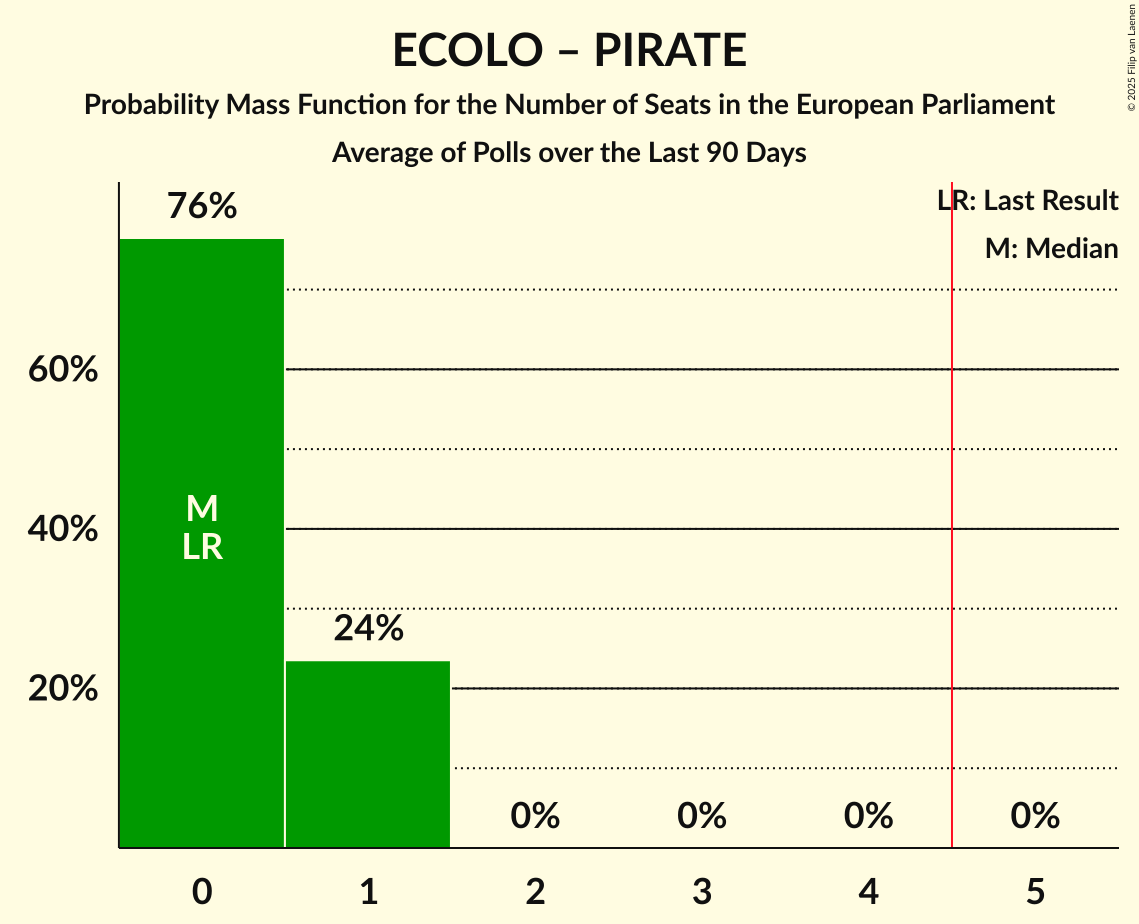 ECOLO – PIRATE
Probability Mass Function for the Number of Seats in the European Parliament
Average of Polls over the Last 90 Days
© 2025 Filip van Laenen
LR: Last Result
M: Median
76%
60%
M
40%
LR
24%
20%
0% 0% 0% 0%
0 1 2 3 4 5